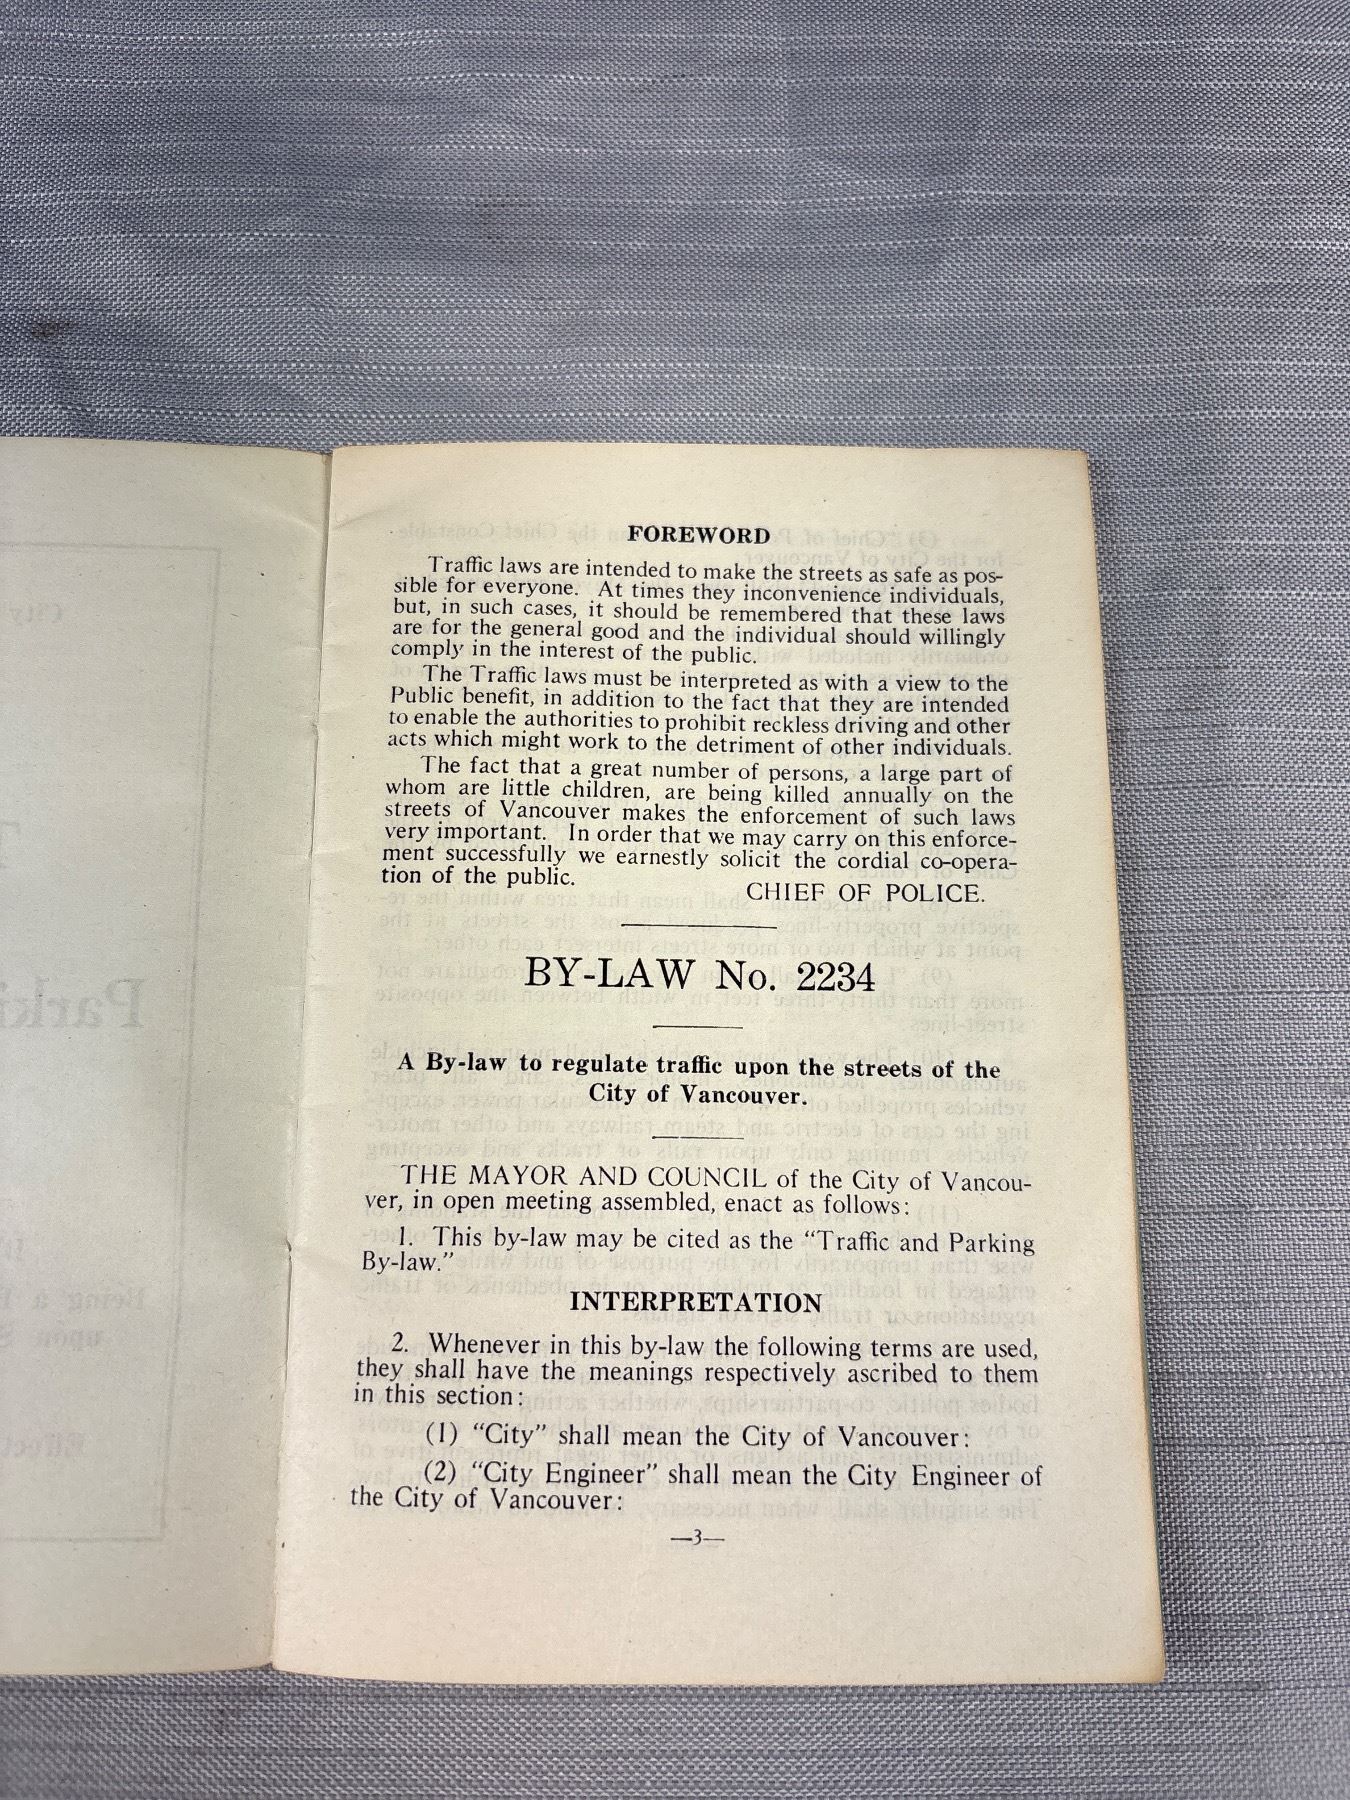 FOREWORD
Traffic laws are intended to make the streets as safe as pos-
sible for everyone. At times they inconvenience individuals,
but, in such cases, it should be remembered that these laws
are for the general good and the individual should willingly
comply in the interest of the public.
The Traffic laws must be interpreted as with a view to the
Public benefit, in addition to the fact that they are intended
to enable the authorities to prohibit reckless driving and other
acts which might work to the detriment of other individuals.
The fact that a great number of persons, a large part of
whom are little children, are being killed annually on the
streets of Vancouver makes the enforcement of such laws
very important. In order that we may carry on this enforce-
ment successfully we earnestly solicit the cordial co-opera-
tion of the public.
CHIEF OF POLICE.
BY-LAW No. 2234
A By-law to regulate traffic upon the streets of the
City of Vancouver.
THE MAYOR AND COUNCIL of the City of Vancou-
ver, in open meeting assembled, enact as follows:
1. This by-law may be cited as the “Traffic and Parking
By-law.”
INTERPRETATION
2. Whenever in this by-law the following terms are used,
they shall have the meanings respectively ascribed to them
in this section:
(1) “City” shall mean the City of Vancouver:
(2) “City Engineer” shall mean the City Engineer of
the City of Vancouver:
—3—